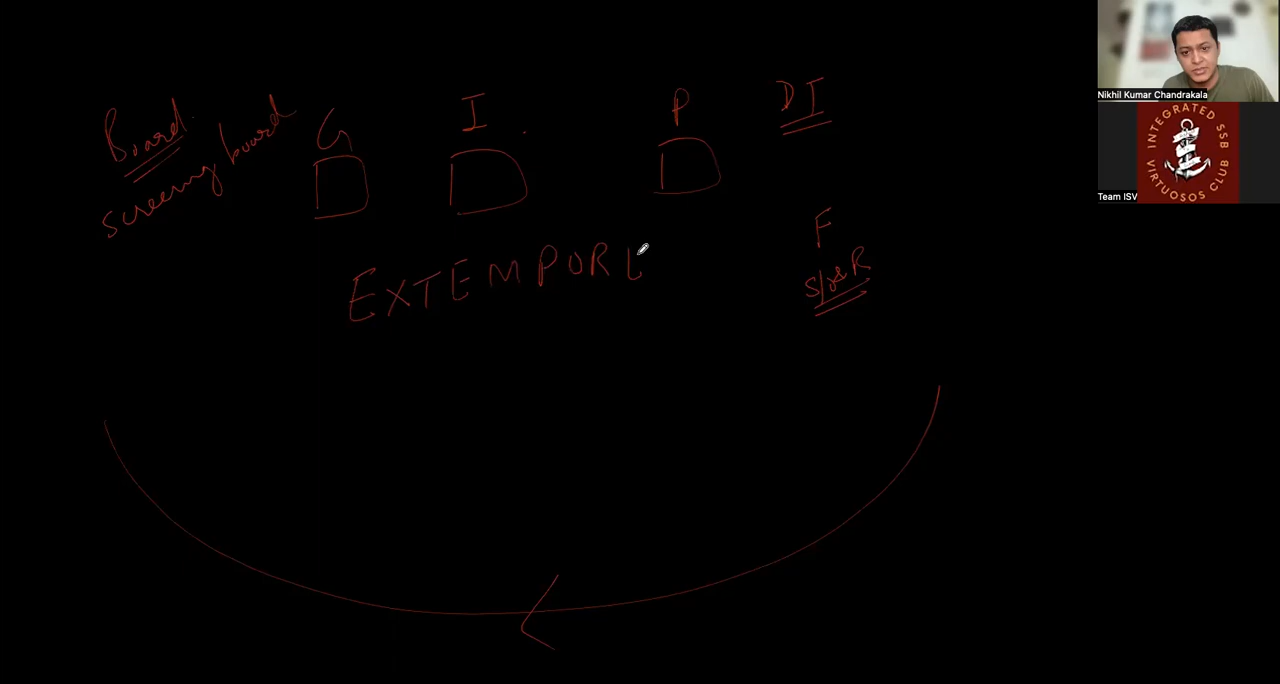 Board
screening board
G
I
P
DI
F
S/O & R
EXTEMPORE
Nikhil Kumar Chandrakala
INTEGRATED SSB
VIRTUOSOS CLUB
Team ISV